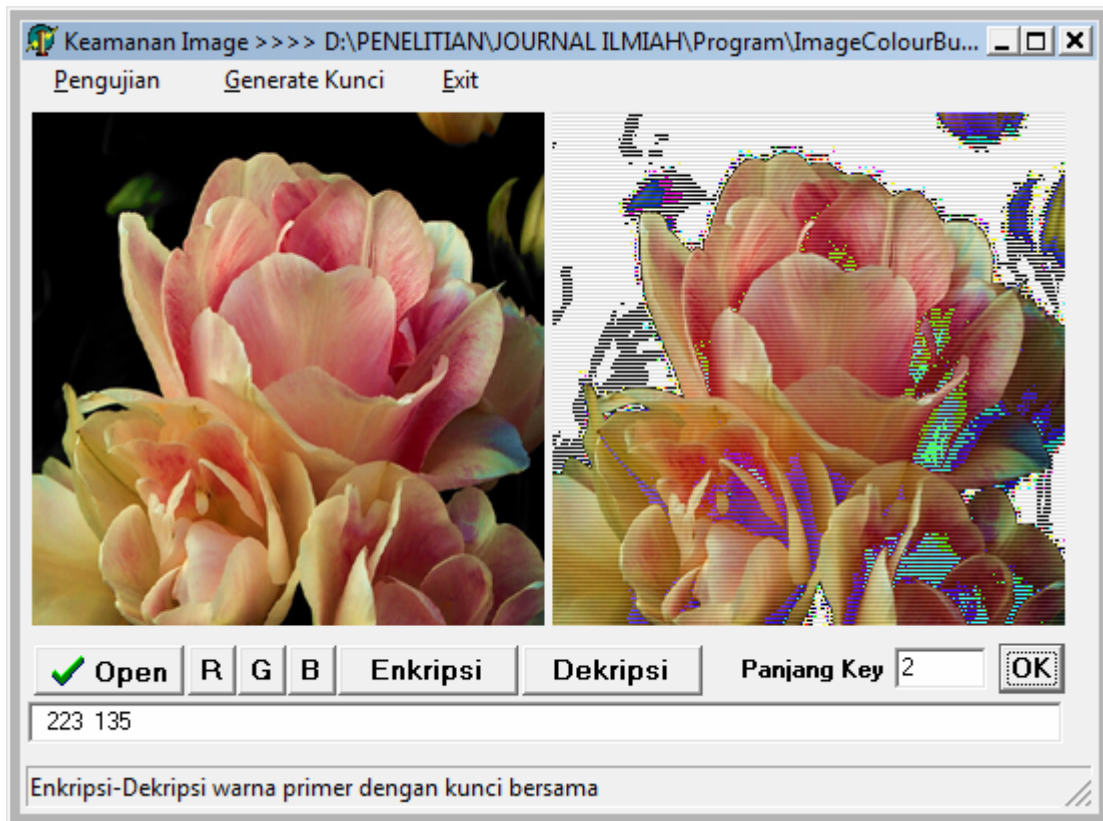 Keamanan Image >>>> D:\PENELITIAN\JOURNAL ILMIAH\Program\ImageColourBu...
Pengujian Generate Kunci Exit
Open R G B Enkripsi Dekripsi Panjang Key 2 OK
223 135
Enkripsi-Dekripsi warna primer dengan kunci bersama